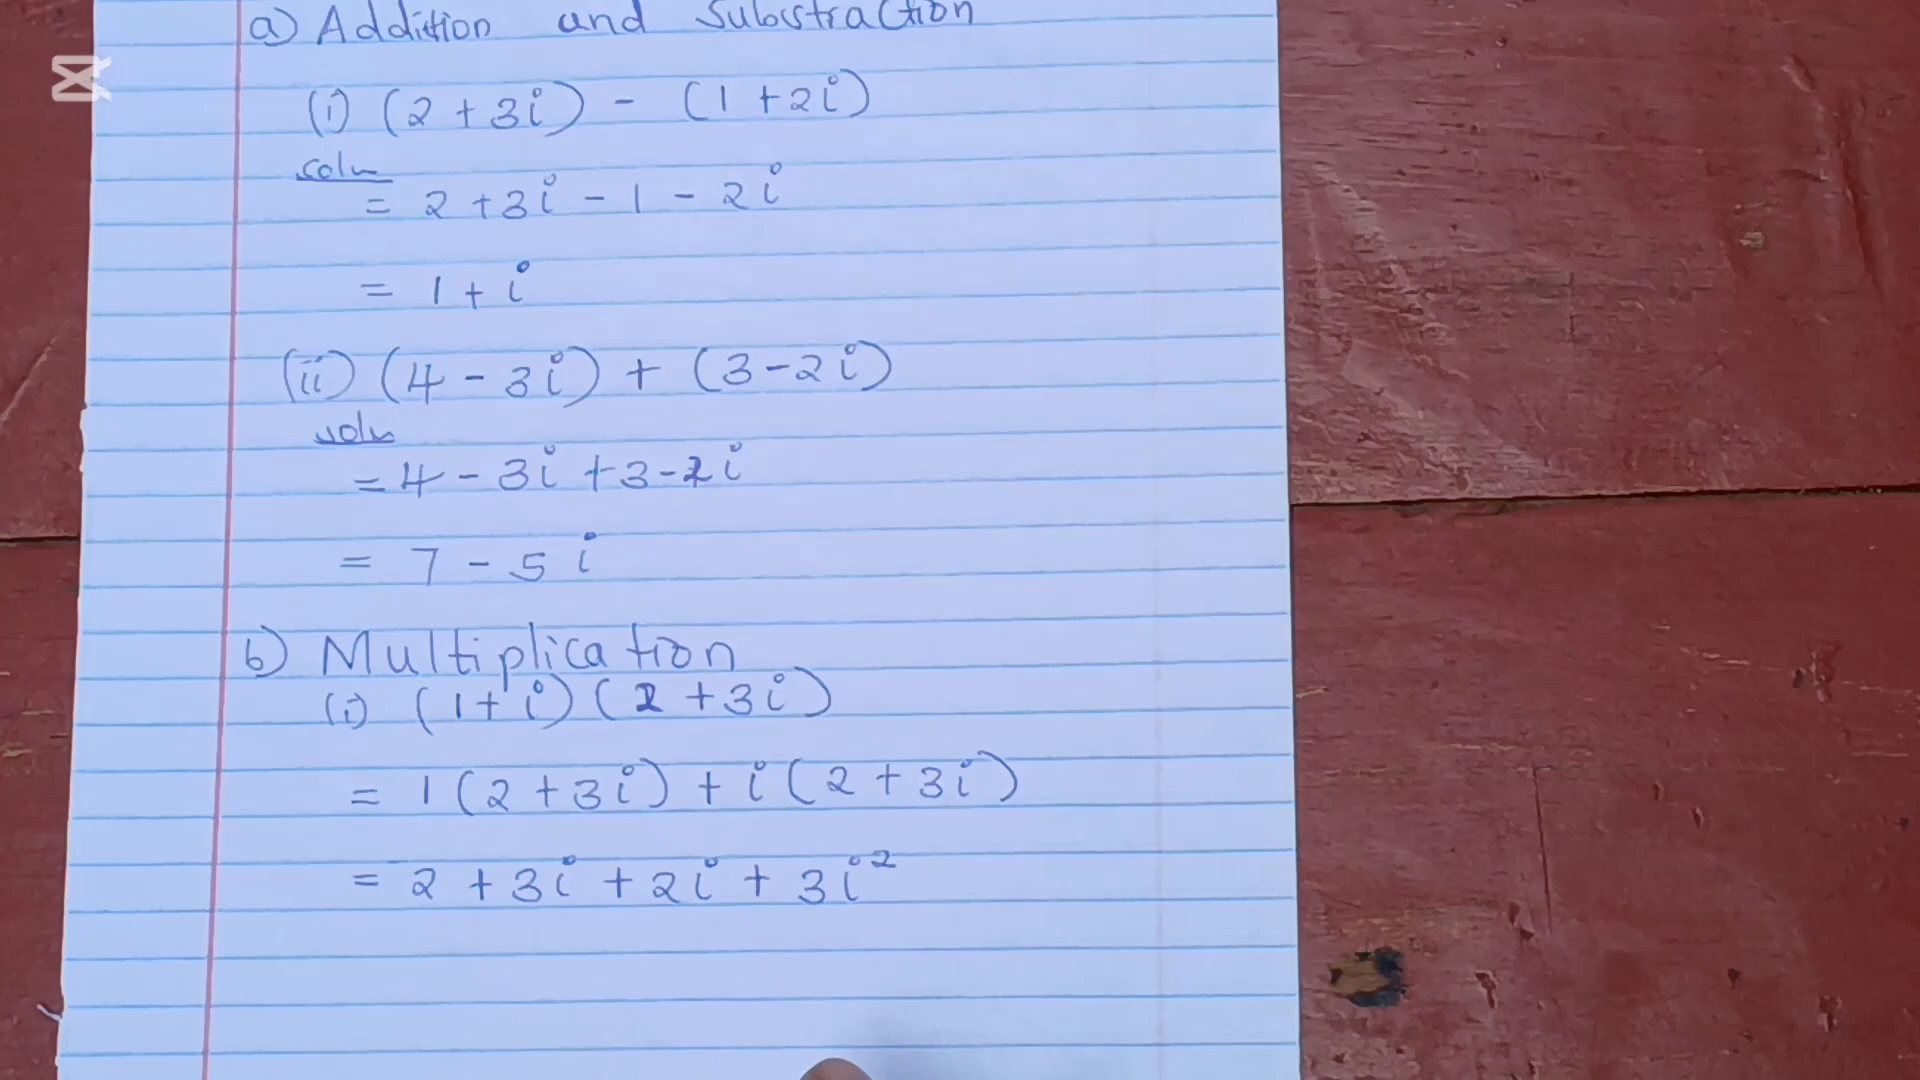 a) Addition and Substraction
(i) (2 + 3i) - (1 + 2i)
soln
= 2 + 3i - 1 - 2i
= 1 + i
(ii) (4 - 3i) + (3 - 2i)
soln
= 4 - 3i + 3 - 2i
= 7 - 5i
b) Multiplication
(i) (1 + i) (2 + 3i)
= 1(2 + 3i) + i(2 + 3i)
= 2 + 3i + 2i + 3i²